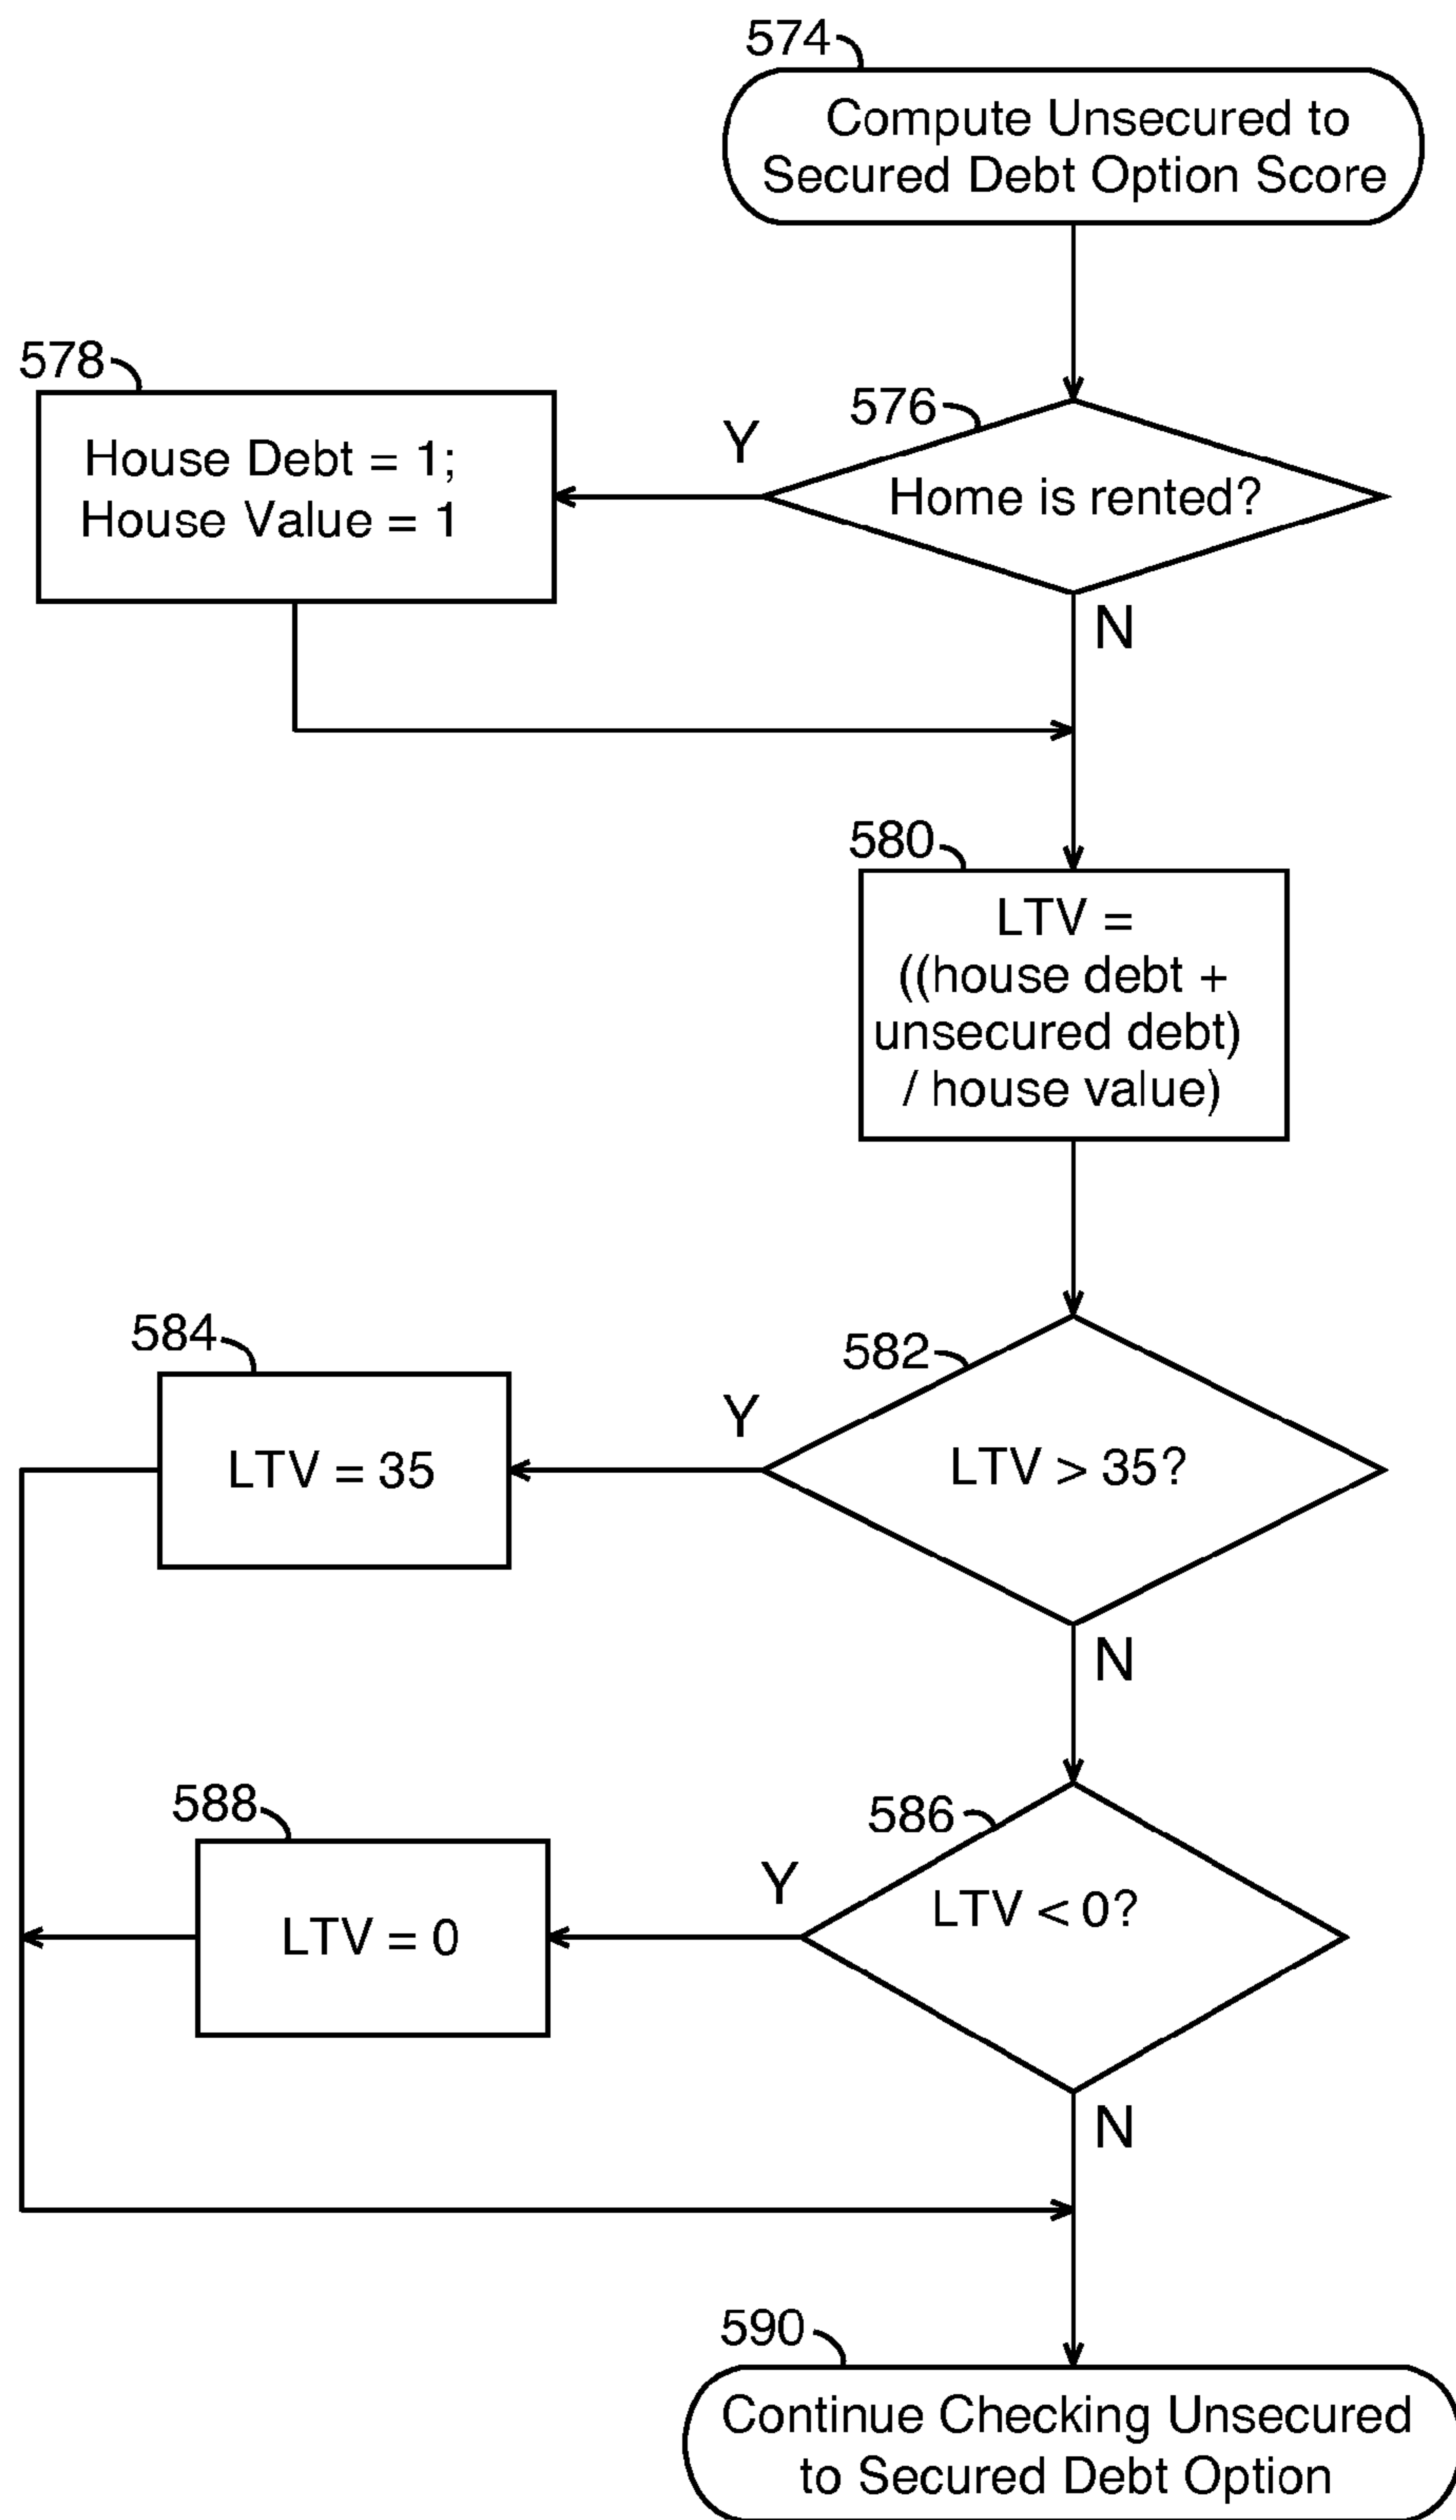 574
Compute Unsecured to
Secured Debt Option Score
578
House Debt = 1;
House Value = 1
Y
576
Home is rented?
N
580
LTV =
((house debt +
unsecured debt)
/ house value)
584
LTV = 35
Y
582
LTV > 35?
N
588
LTV = 0
Y
586
LTV < 0?
N
590
Continue Checking Unsecured
to Secured Debt Option